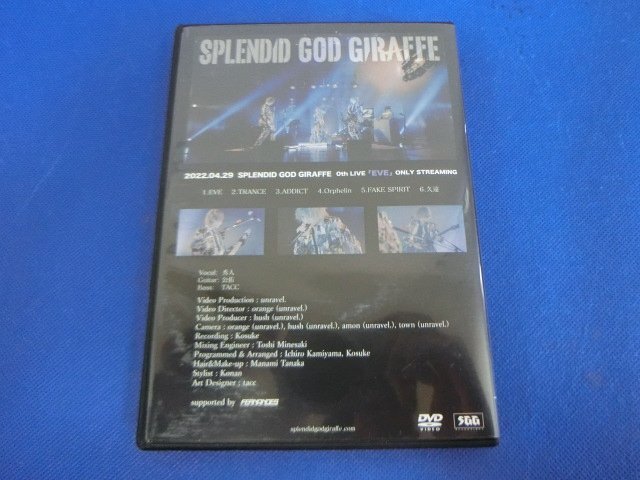 SPLENDID GOD GIRAFFE
2022.04.29 SPLENDID GOD GIRAFFE 0th LIVE「EVE」ONLY STREAMING
1.EVE 2.TRANCE 3.ADDICT 4.Orphelin 5.FAKE SPIRIT 6.久遠
Vocal:
Guitar:
Bass: TACC
Video Production : unravel.
Video Director : orange (unravel.)
Video Producer : hush (unravel.)
Camera : orange (unravel.), hush (unravel.), amon (unravel.), town (unravel.)
Recording : Kosuke
Mixing Engineer : Toshi Minesaki
Programmed & Arranged : Ichiro Kamiyama, Kosuke
Hair&Make-up : Manami Tanaka
Stylist : Konan
Art Designer : tacc
supported by FERNANDES
DVD VIDEO
SGG
splendidgodgiraffe.com